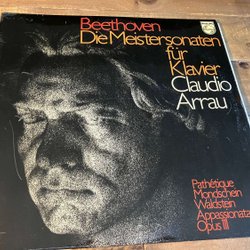 Beethoven
Die Meistersonaten
für
Klavier
Claudio
Arrau
Pathétique
Mondschein
Waldstein
Appassionata
Opus 111